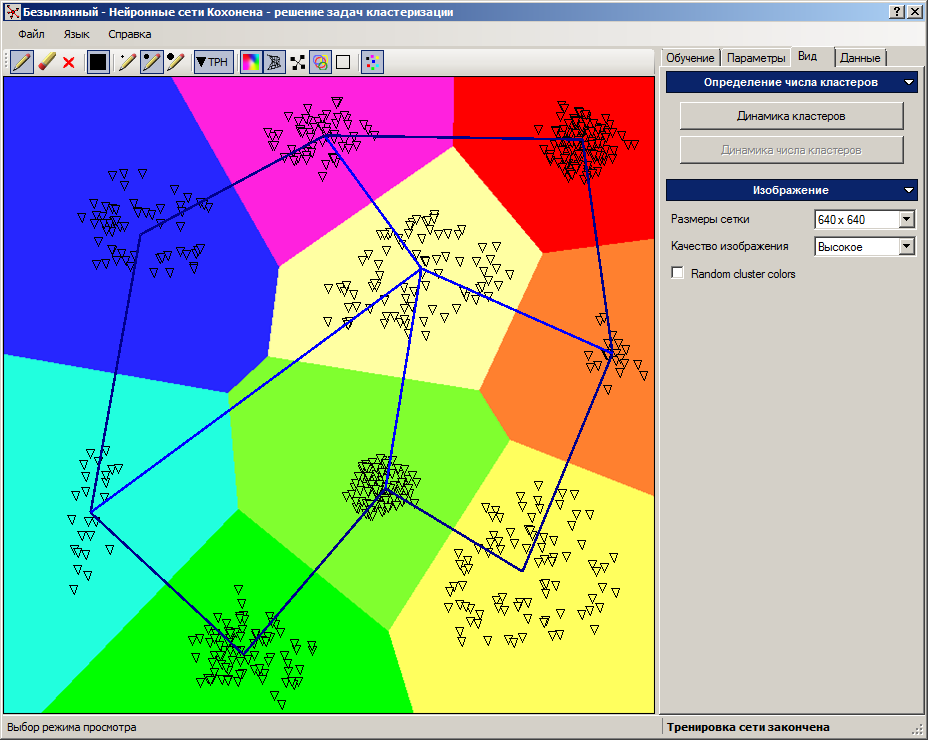 Безымянный - Нейронные сети Кохонена - решение задач кластеризации
Файл Язык Справка
TPH
Обучение Параметры Вид Данные
Определение числа кластеров
Динамика кластеров
Динамика числа кластеров
Изображение
Размеры сетки 640 x 640
Качество изображения Высокое
Random cluster colors
Выбор режима просмотра Тренировка сети закончена